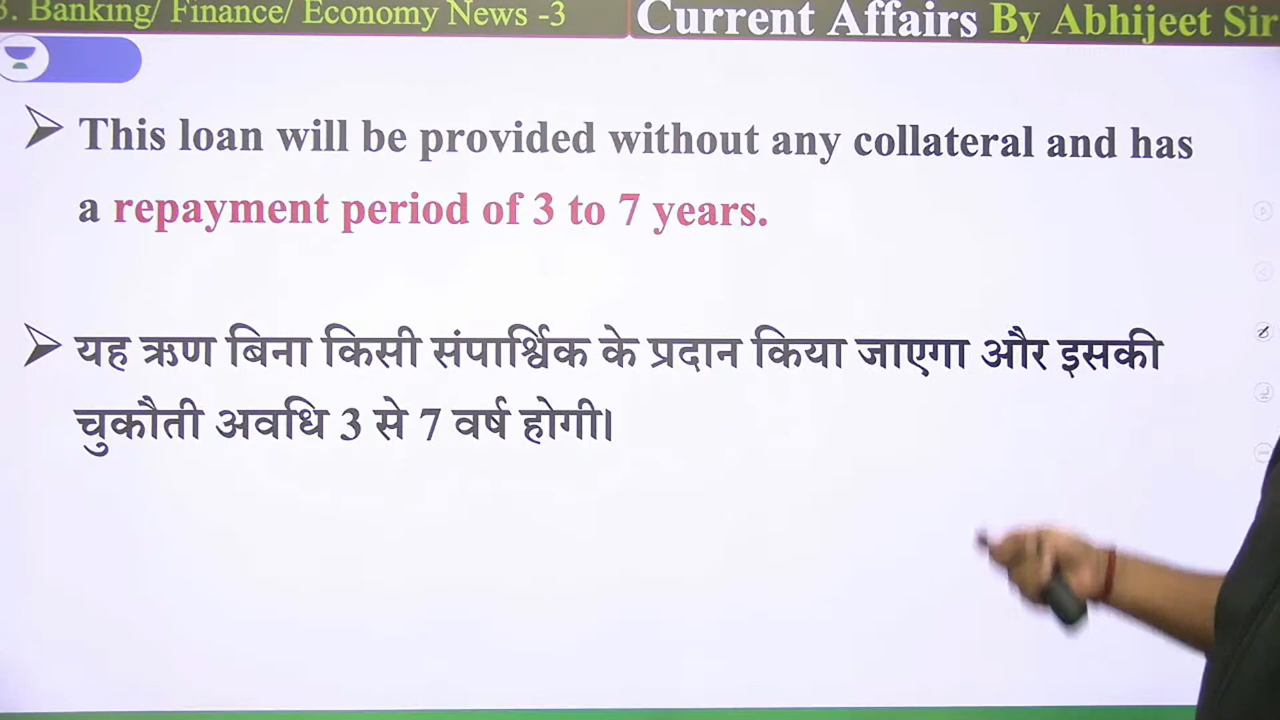 3. Banking/ Finance/ Economy News -3
Current Affairs By Abhijeet Sir
This loan will be provided without any collateral and has
a repayment period of 3 to 7 years.
यह ऋण बिना किसी संपार्श्विक के प्रदान किया जाएगा और इसकी
चुकौती अवधि 3 से 7 वर्ष होगी।